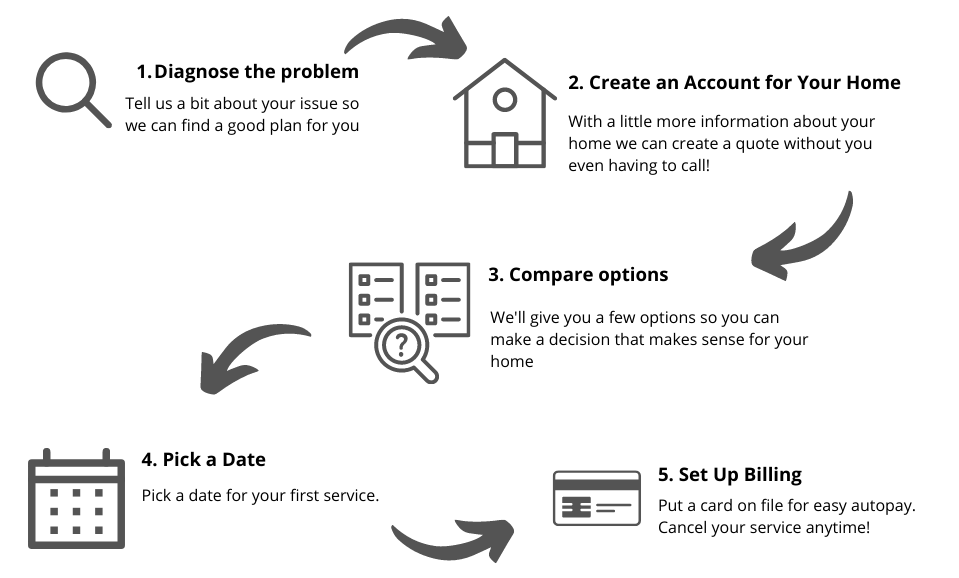 1.Diagnose the problem
Tell us a bit about your issue so
we can find a good plan for you
2. Create an Account for Your Home
With a little more information about your
home we can create a quote without you
even having to call!
3. Compare options
We'll give you a few options so you can
make a decision that makes sense for your
home
?
4. Pick a Date
Pick a date for your first service.
5. Set Up Billing
Put a card on file for easy autopay.
Cancel your service anytime!